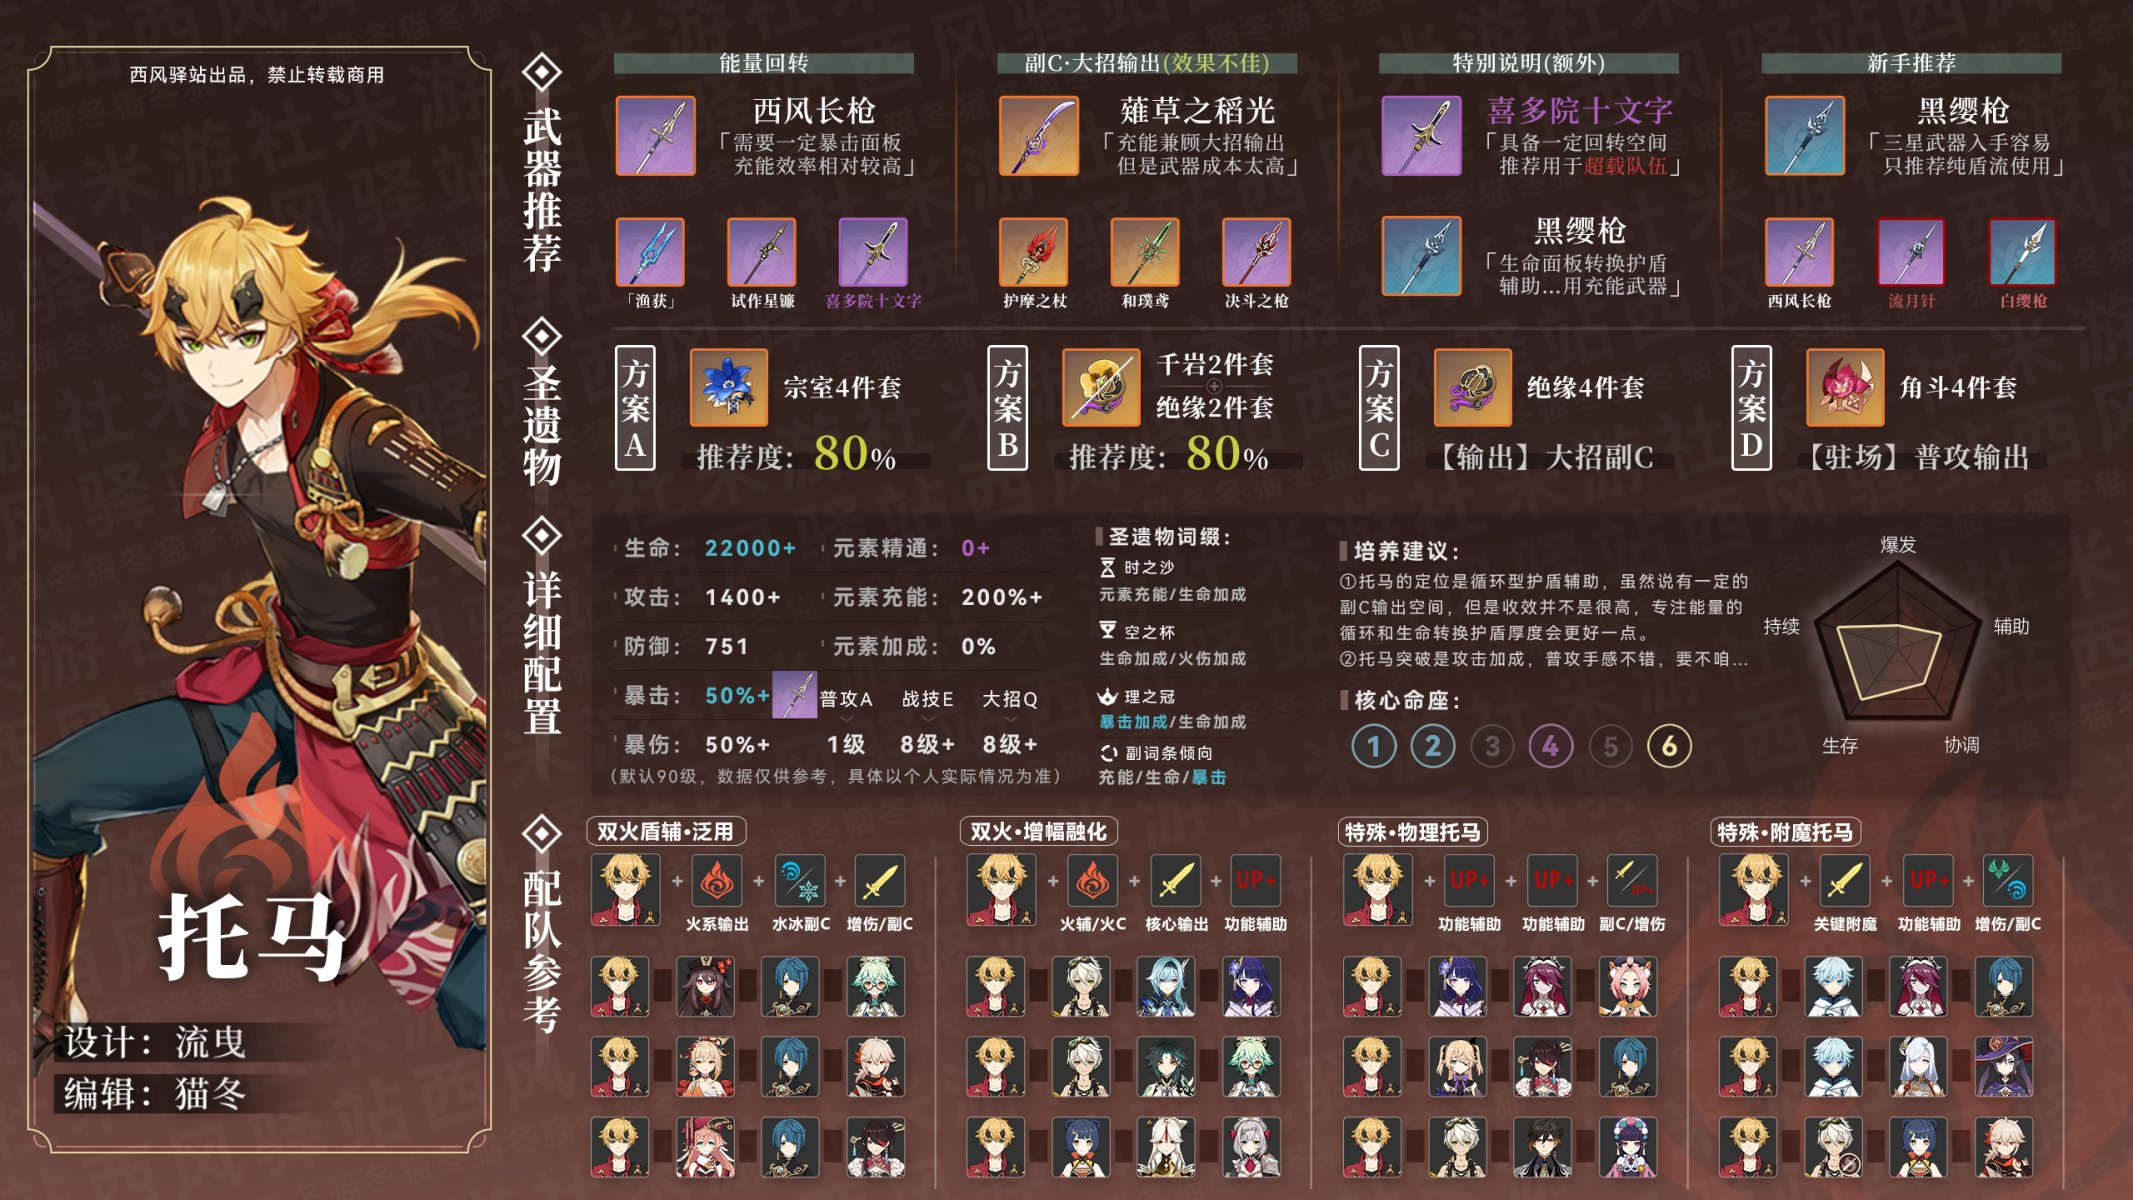 西风驿站出品，禁止转载商用
托马
设计：流曳
编辑：猫冬
武器推荐
能量回转
西风长枪
「需要一定暴击面板
充能效率相对较高」
「渔获」
试作星镰
喜多院十文字
副C·大招输出(效果不佳)
薙草之稻光
「充能兼顾大招输出
但是武器成本太高」
护摩之杖
和璞鸢
决斗之枪
特别说明(额外)
喜多院十文字
「具备一定回转空间
推荐用于超载队伍」
黑缨枪
「生命面板转换护盾
辅助...用充能武器」
新手推荐
黑缨枪
「三星武器入手容易
只推荐纯盾流使用」
西风长枪
流月针
白缨枪
圣遗物
方案A
宗室4件套
推荐度：80%
方案B
千岩2件套
绝缘2件套
推荐度：80%
方案C
绝缘4件套
【输出】大招副C
方案D
角斗4件套
【驻场】普攻输出
详细配置
生命：22000+
元素精通：0+
攻击：1400+
元素充能：200%+
防御：751
元素加成：0%
暴击：50%+
普攻A 战技E 大招Q
暴伤：50%+
1级 8级+ 8级+
(默认90级，数据仅供参考，具体以个人实际情况为准)
圣遗物词缀：
时之沙
元素充能/生命加成
空之杯
生命加成/火伤加成
理之冠
暴击加成/生命加成
副词条倾向
充能/生命/暴击
培养建议：
①托马的定位是循环型护盾辅助，虽然说有一定的
副C输出空间，但是收效并不是很高，专注能量的
循环和生命转换护盾厚度会更好一点。
②托马突破是攻击加成，普攻手感不错，要不咱...
核心命座：
1 2 3 4 5 6
爆发
辅助
协调
生存
持续
配队参考
双火盾辅·泛用
+ + +
火系输出 水冰副C 增伤/副C
双火·增幅融化
+ + + UP+
火辅/火C 核心输出 功能辅助
特殊·物理托马
+ UP+ + UP+ + UP+
功能辅助 功能辅助 副C/增伤
特殊·附魔托马
+ + UP+ +
关键附魔 功能辅助 增伤/副C